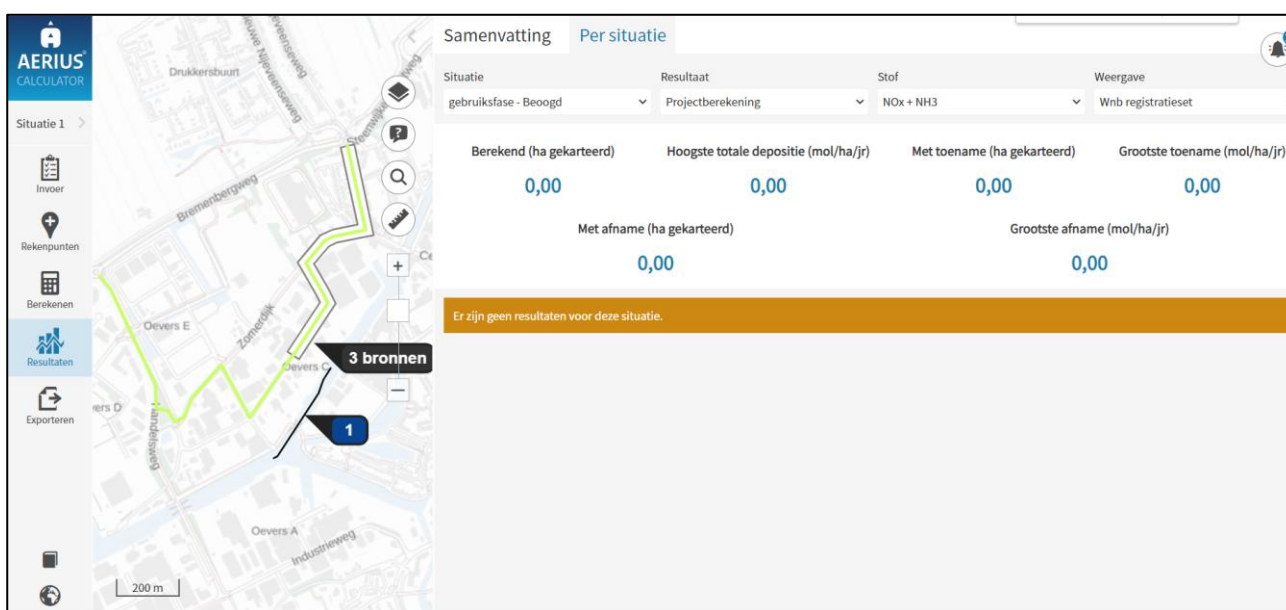 AERIUS®
CALCULATOR
Situatie 1
Invoer
Rekenpunten
Berekenen
Resultaten
Exporteren
Drukkersbuurt
Nieuwe Nijeveenseweg
Bremenbergweg
Oevers E
Zomerdijk
Oevers C
3 bronnen
1
Handelsweg
Oevers A
Industrieweg
200 m
+
−
Samenvatting Per situatie
Situatie Resultaat Stof Weergave
gebruiksfase - Beoogd Projectberekening NOx + NH3 Wnb registratieset
Berekend (ha gekarteerd) Hoogste totale depositie (mol/ha/jr) Met toename (ha gekarteerd) Grootste toename (mol/ha/jr)
0,00 0,00 0,00 0,00
Met afname (ha gekarteerd) Grootste afname (mol/ha/jr)
0,00 0,00
Er zijn geen resultaten voor deze situatie.